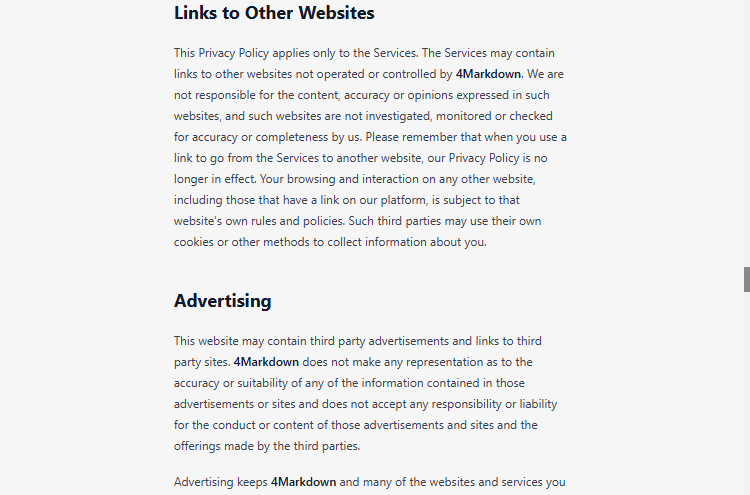 Links to Other Websites
This Privacy Policy applies only to the Services. The Services may contain
links to other websites not operated or controlled by 4Markdown. We are
not responsible for the content, accuracy or opinions expressed in such
websites, and such websites are not investigated, monitored or checked
for accuracy or completeness by us. Please remember that when you use a
link to go from the Services to another website, our Privacy Policy is no
longer in effect. Your browsing and interaction on any other website,
including those that have a link on our platform, is subject to that
website's own rules and policies. Such third parties may use their own
cookies or other methods to collect information about you.
Advertising
This website may contain third party advertisements and links to third
party sites. 4Markdown does not make any representation as to the
accuracy or suitability of any of the information contained in those
advertisements or sites and does not accept any responsibility or liability
for the conduct or content of those advertisements and sites and the
offerings made by the third parties.
Advertising keeps 4Markdown and many of the websites and services you